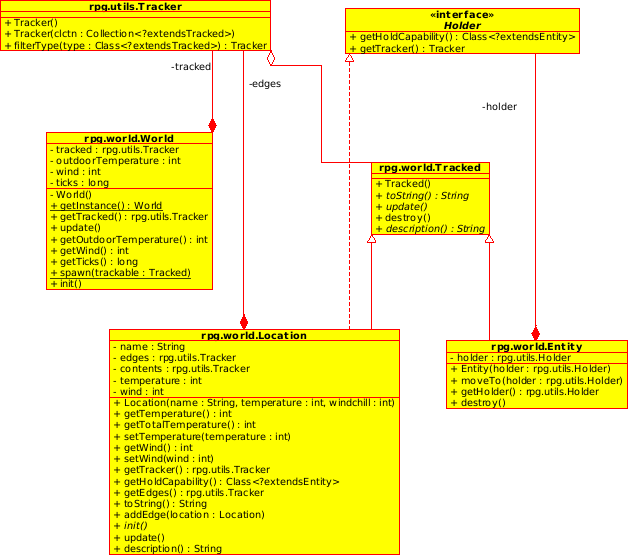 rpg.utils.Tracker
+ Tracker()
+ Tracker(clctn : Collection<?extendsTracked>)
+ filterType(type : Class<?extendsTracked>) : Tracker
«interface»
Holder
+ getHoldCapability() : Class<?extendsEntity>
+ getTracker() : Tracker
-tracked
-edges
-holder
rpg.world.World
- tracked : rpg.utils.Tracker
- outdoorTemperature : int
- wind : int
- ticks : long
- World()
+ getInstance() : World
+ getTracked() : rpg.utils.Tracker
+ update()
+ getOutdoorTemperature() : int
+ getWind() : int
+ getTicks() : long
+ spawn(trackable : Tracked)
+ init()
rpg.world.Tracked
+ Tracked()
+ toString() : String
+ update()
+ destroy()
+ description() : String
rpg.world.Location
- name : String
- edges : rpg.utils.Tracker
- contents : rpg.utils.Tracker
- temperature : int
- wind : int
+ Location(name : String, temperature : int, windchill : int)
+ getTemperature() : int
+ getTotalTemperature() : int
+ setTemperature(temperature : int)
+ getWind() : int
+ setWind(wind : int)
+ getTracker() : rpg.utils.Tracker
+ getHoldCapability() : Class<?extendsEntity>
+ getEdges() : rpg.utils.Tracker
+ toString() : String
+ addEdge(location : Location)
+ init()
+ update()
+ description() : String
rpg.world.Entity
- holder : rpg.utils.Holder
+ Entity(holder : rpg.utils.Holder)
+ moveTo(holder : rpg.utils.Holder)
+ getHolder() : rpg.utils.Holder
+ destroy()